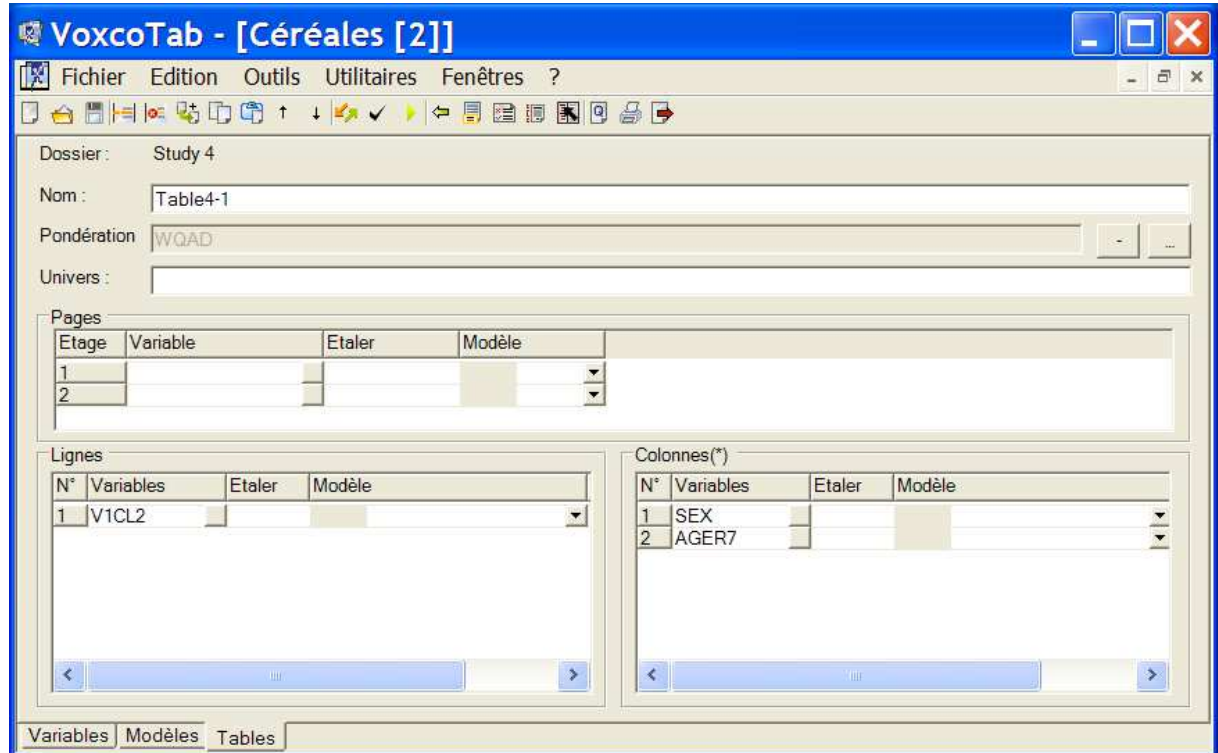 VoxcoTab - [Céréales [2]]
Fichier Edition Outils Utilitaires Fenêtres ?
Dossier : Study 4
Nom : Table4-1
Pondération WQAD - ...
Univers :
Pages
Etage Variable Etaler Modèle
1
2
Lignes
N° Variables Etaler Modèle
1 V1CL2
Colonnes(*)
N° Variables Etaler Modèle
1 SEX
2 AGER7
Variables Modèles Tables